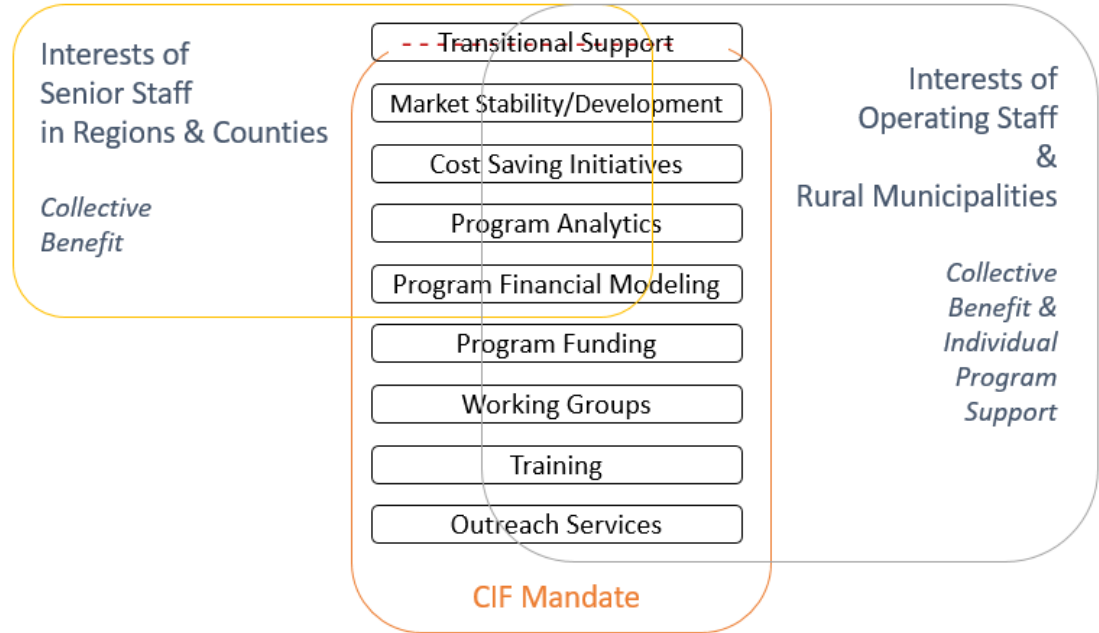 Interests of
Senior Staff
in Regions & Counties
Collective
Benefit
Transitional Support
Market Stability/Development
Cost Saving Initiatives
Program Analytics
Program Financial Modeling
Program Funding
Working Groups
Training
Outreach Services
CIF Mandate
Interests of
Operating Staff
&
Rural Municipalities
Collective
Benefit &
Individual
Program
Support